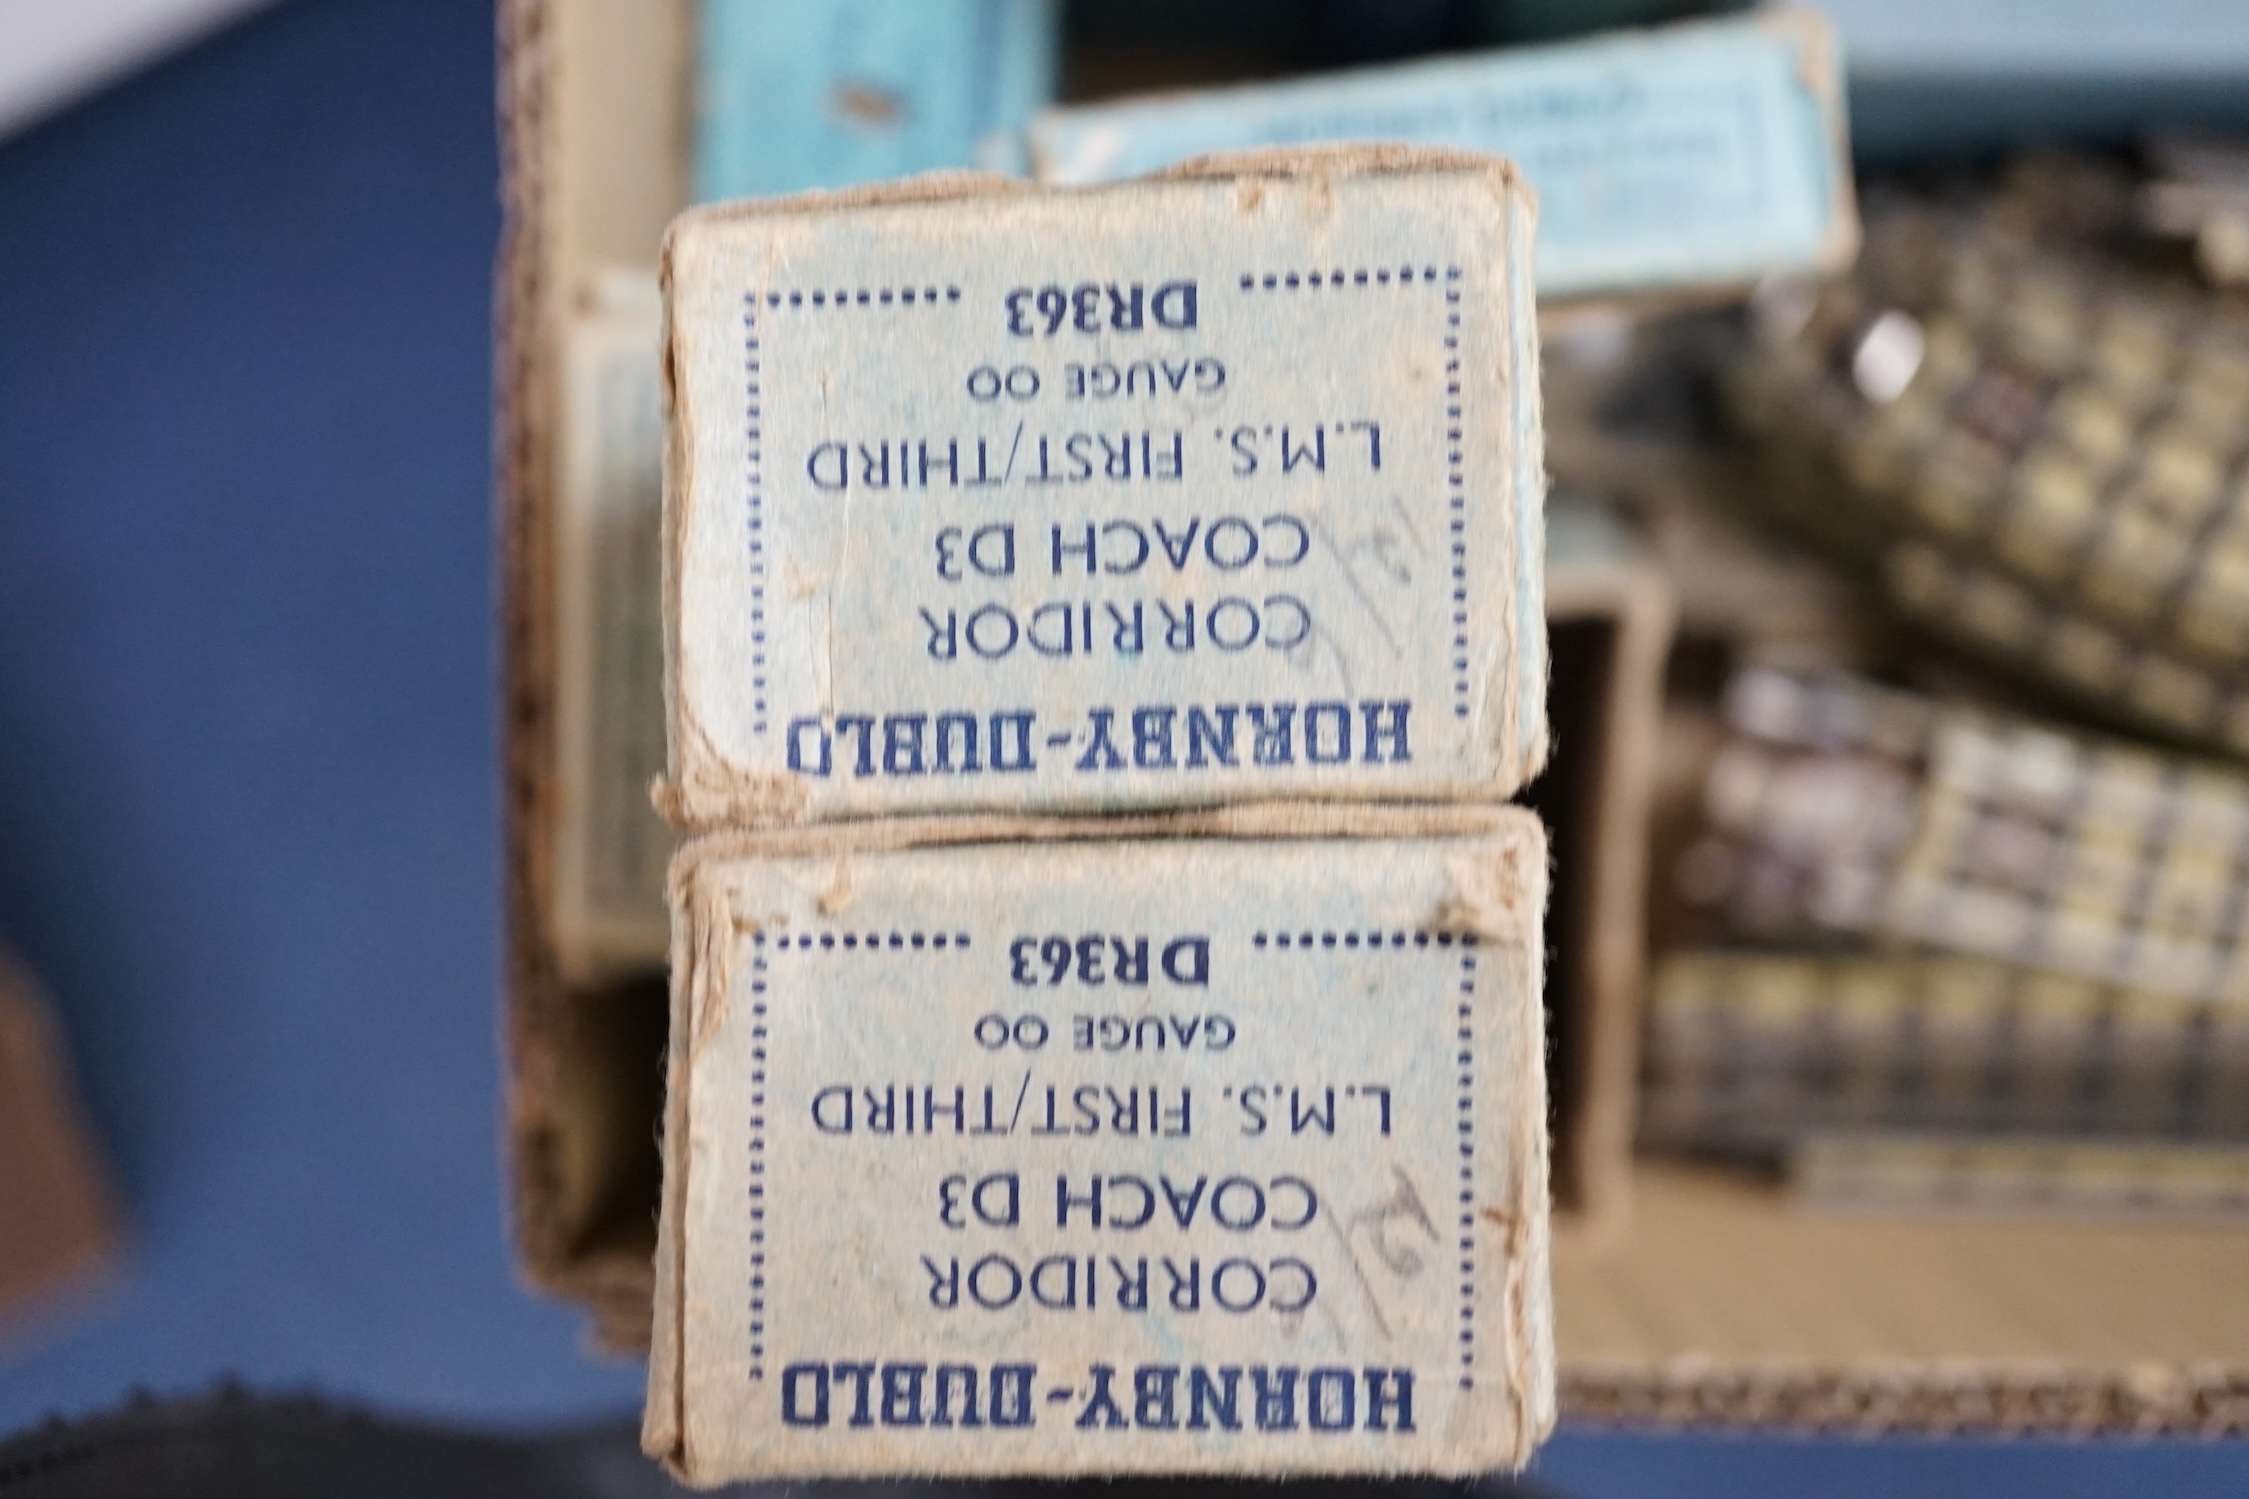 HORNBY-DUBLO
CORRIDOR
COACH D3
L.M.S. FIRST/THIRD
GAUGE OO
DR363
HORNBY-DUBLO
CORRIDOR
COACH D3
L.M.S. FIRST/THIRD
GAUGE OO
DR363